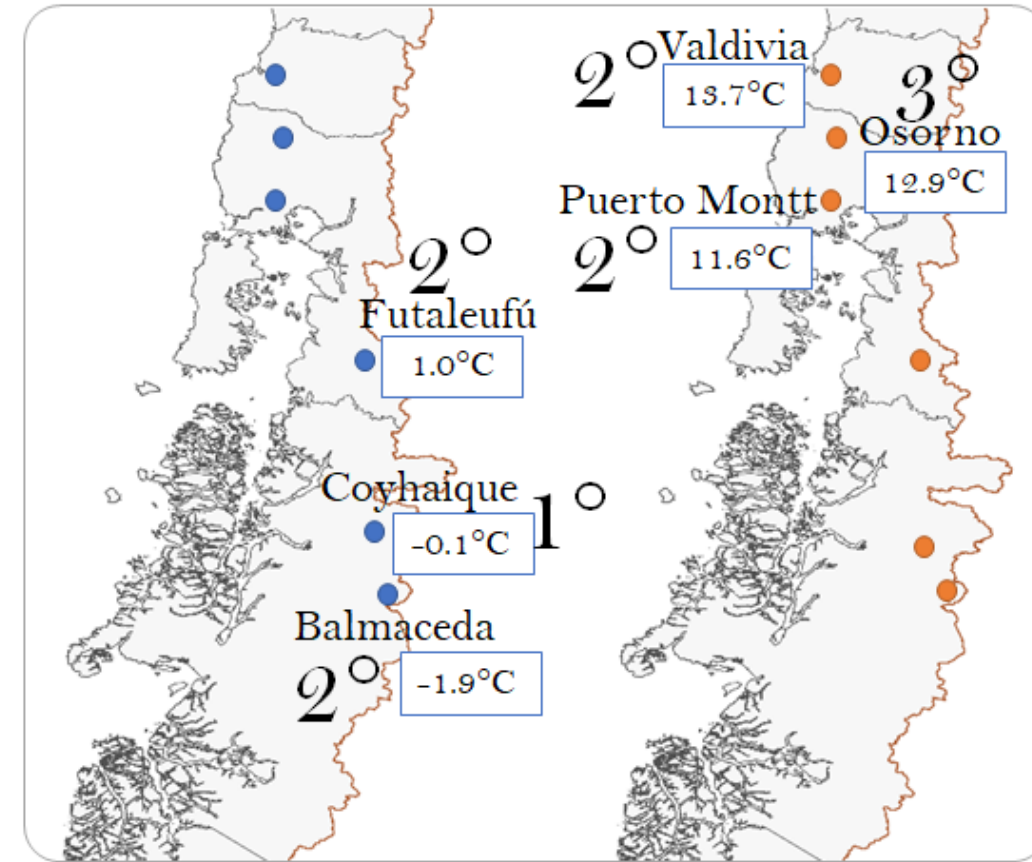 2°
Futaleufú
1.0°C
Coyhaique
-0.1°C
1°
Balmaceda
2°
-1.9°C
2°
Valdivia
13.7°C
3°
Osorno
12.9°C
Puerto Montt
2°
11.6°C